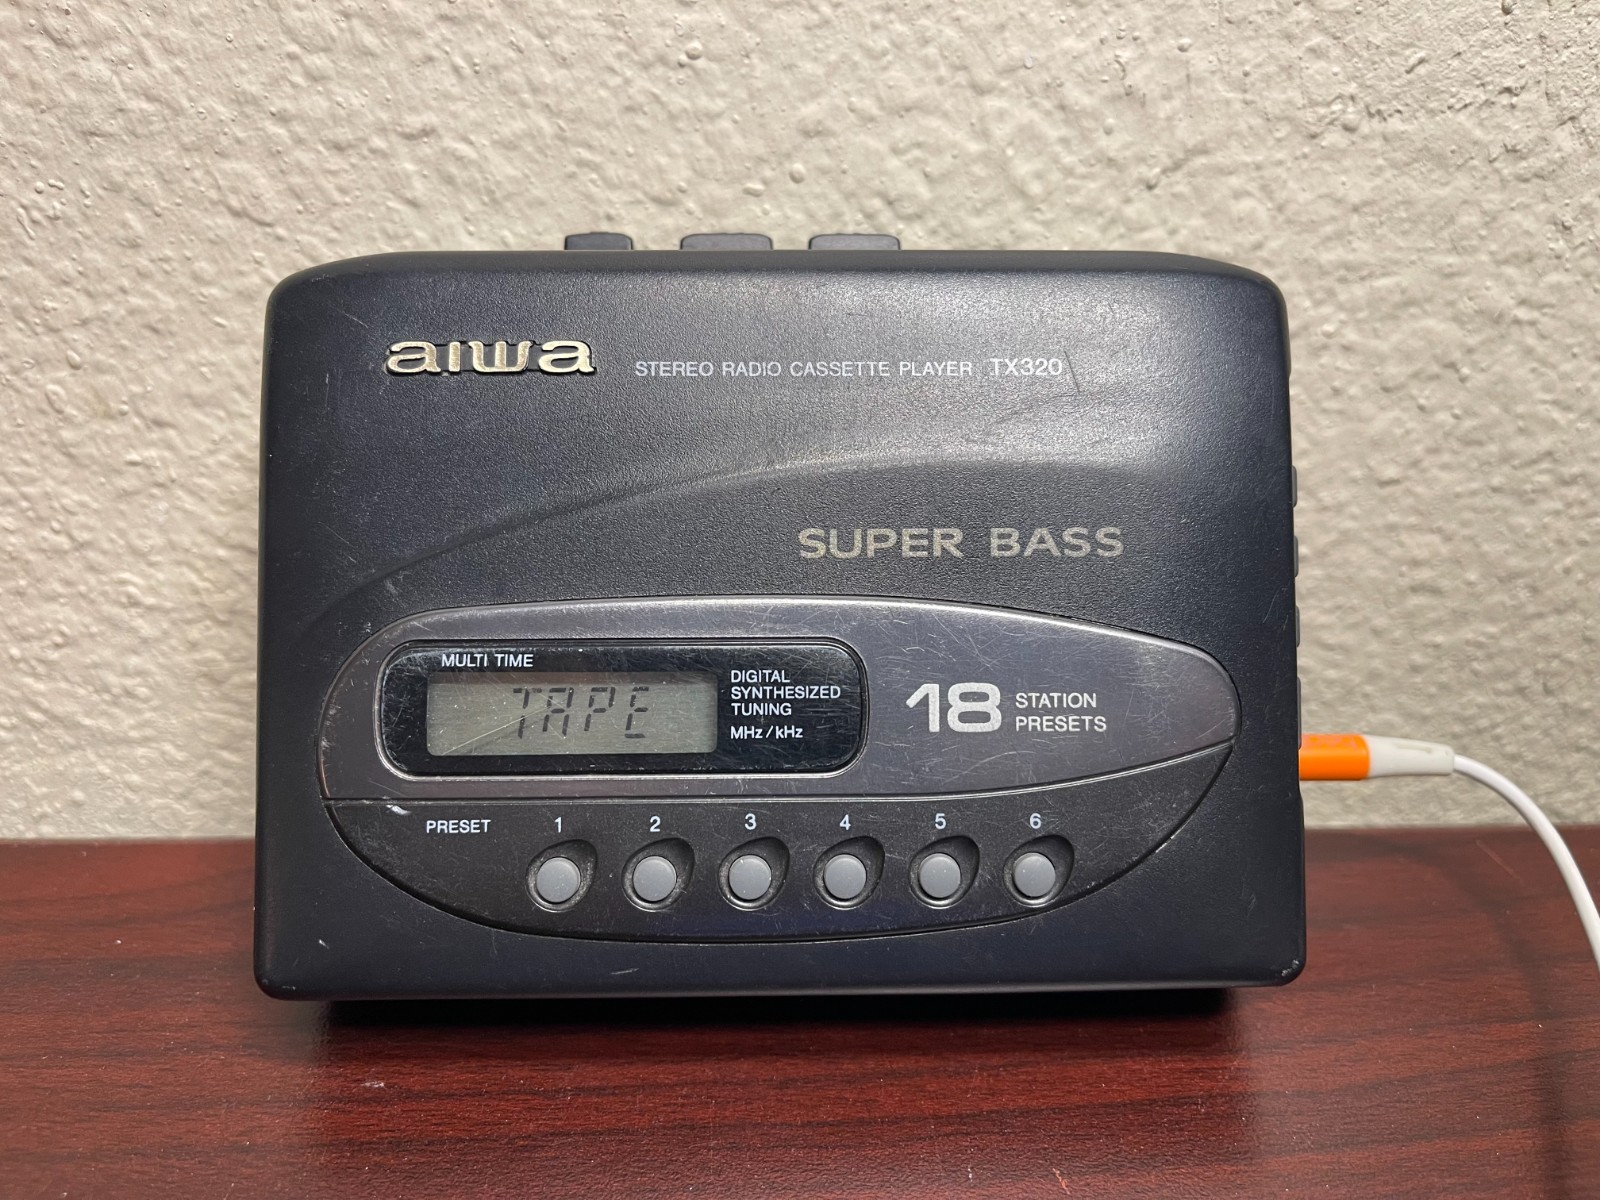 aiwa STEREO RADIO CASSETTE PLAYER TX320
SUPER BASS
MULTI TIME
TAPE
DIGITAL
SYNTHESIZED
TUNING
MHz/kHz
18 STATION
PRESETS
PRESET 1 2 3 4 5 6